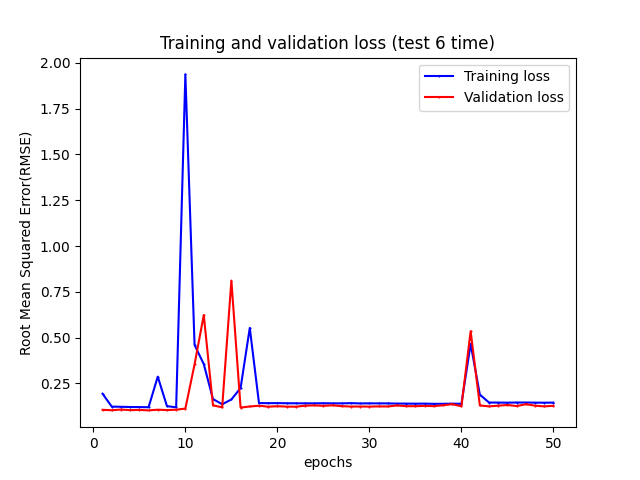 Training and validation loss (test 6 time)
Training loss
Validation loss
Root Mean Squared Error(RMSE)
2.00
1.75
1.50
1.25
1.00
0.75
0.50
0.25
0 10 20 30 40 50
epochs